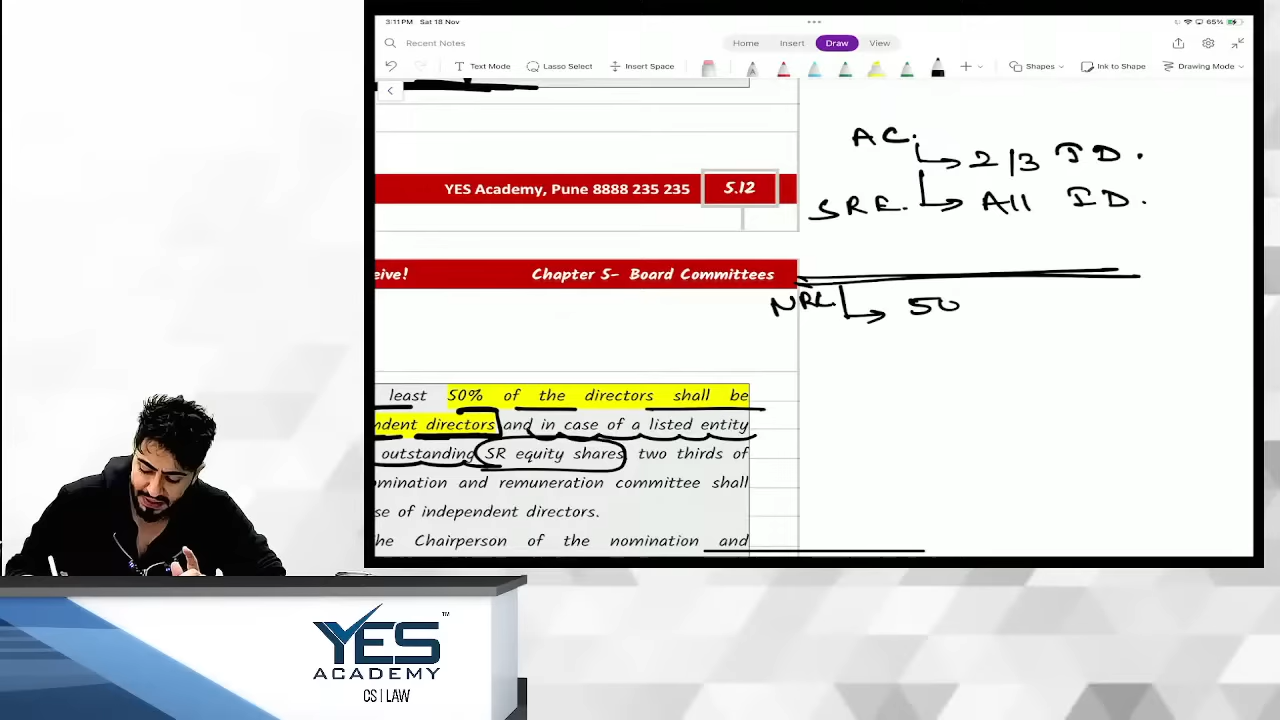 3:11PM Sat 18 Nov
65%
Recent Notes
Home Insert Draw View
Text Mode Lasso Select Insert Space Shapes Ink to Shape Drawing Mode
AC.
2/3 ID.
SRE. All ID.
YES Academy, Pune 8888 235 235 5.12
eive! Chapter 5- Board Committees
NRC 50
least 50% of the directors shall be
ndent directors and in case of a listed entity
outstanding SR equity shares two thirds of
mination and remuneration committee shall
se of independent directors.
he Chairperson of the nomination and
YES
ACADEMY
CS | LAW
TM